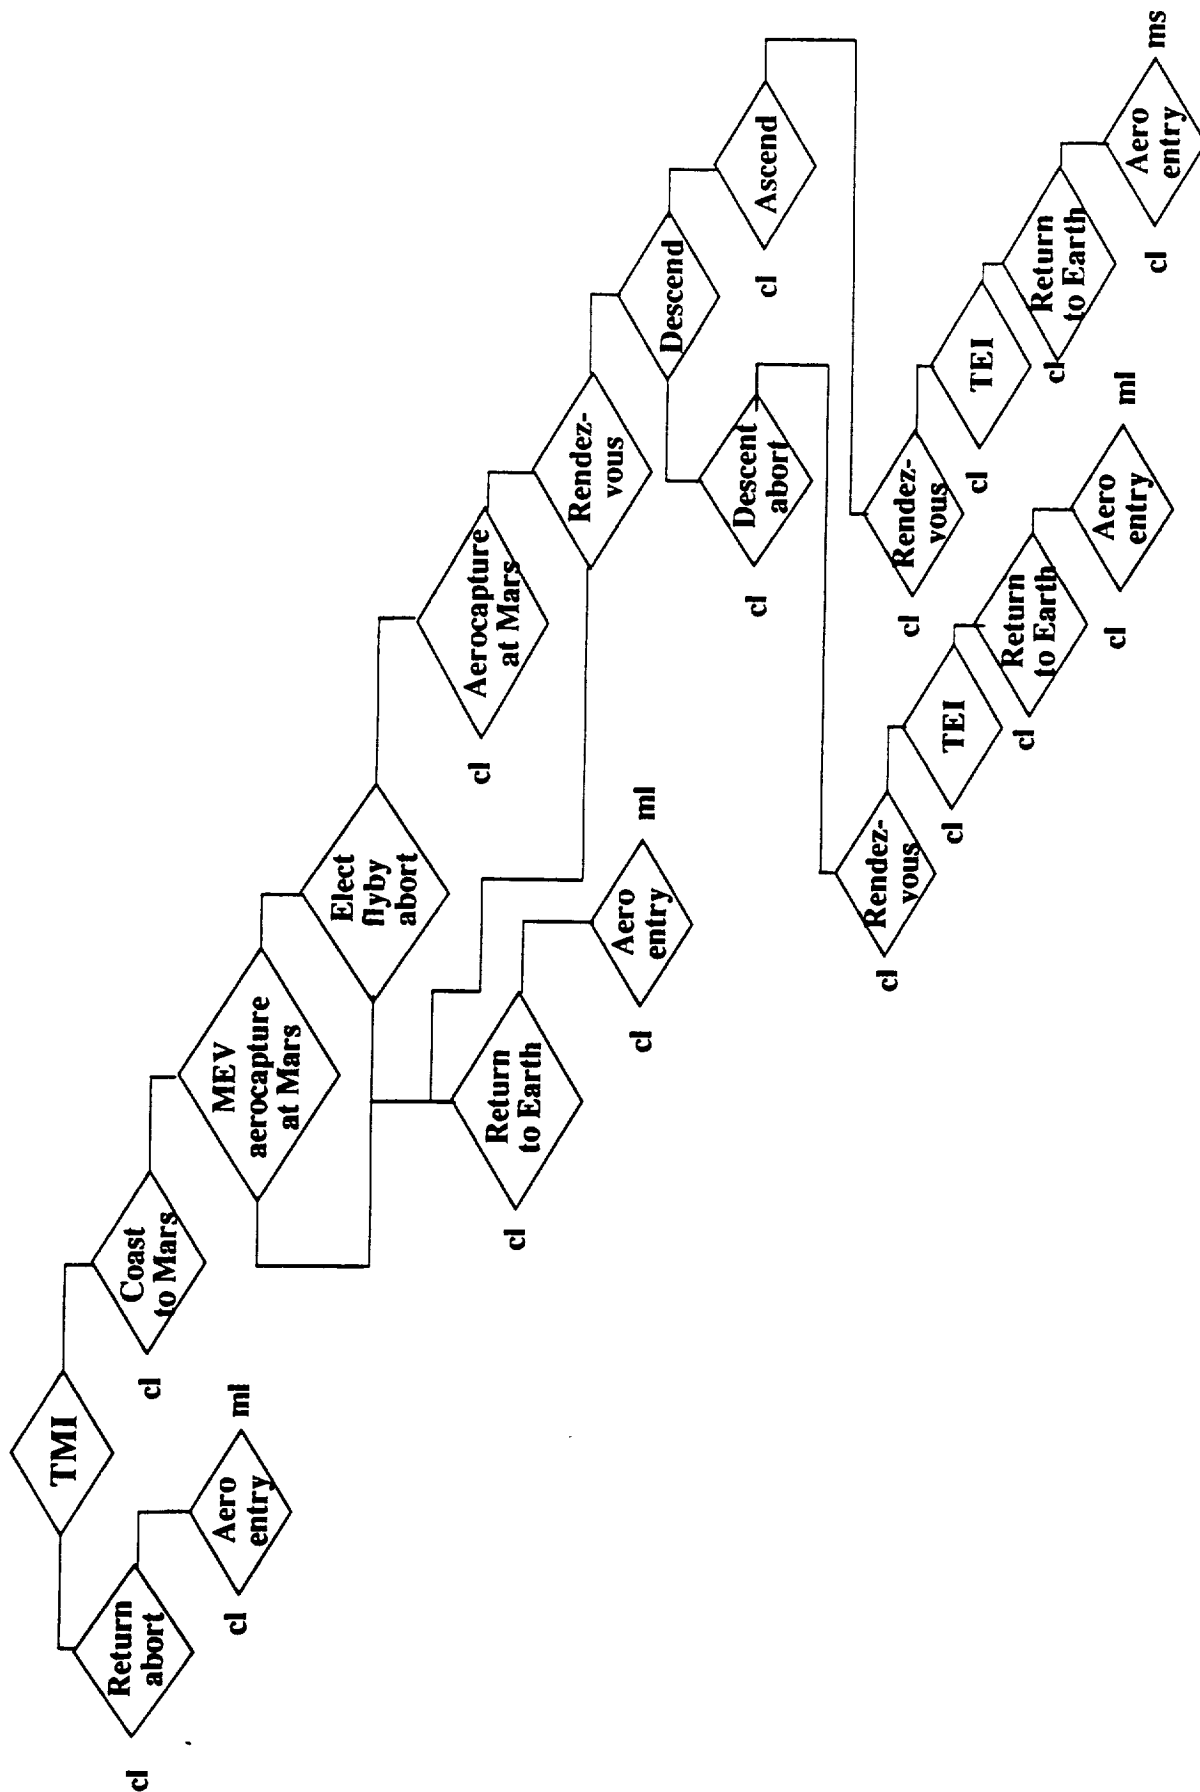 TMI
Return
abort
cl
Aero
entry
ml
cl
Coast
to Mars
cl
MEV
aerocapture
at Mars
Elect
flyby
abort
Return
to Earth
cl
Aero
entry
ml
cl
Aerocapture
at Mars
cl
Rendez-
vous
Descend
Descent
abort
cl
Ascend
cl
Rendez-
vous
cl
TEI
cl
Return
to Earth
cl
Aero
entry
ml
cl
Rendez-
vous
cl
TEI
cl
Return
to Earth
cl
Aero
entry
ms
cl